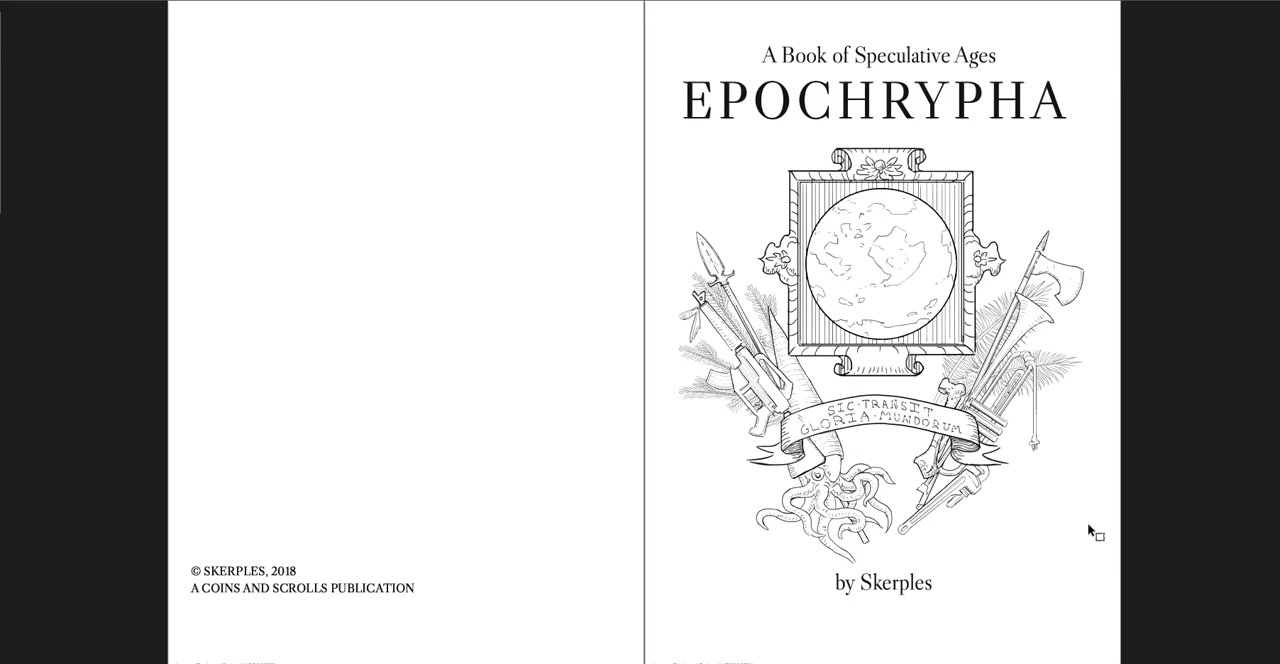 © SKERPLES, 2018
A COINS AND SCROLLS PUBLICATION
A Book of Speculative Ages
EPOCHRYPHA
SIC·TRANSIT
GLORIA·MUNDORUM
by Skerples